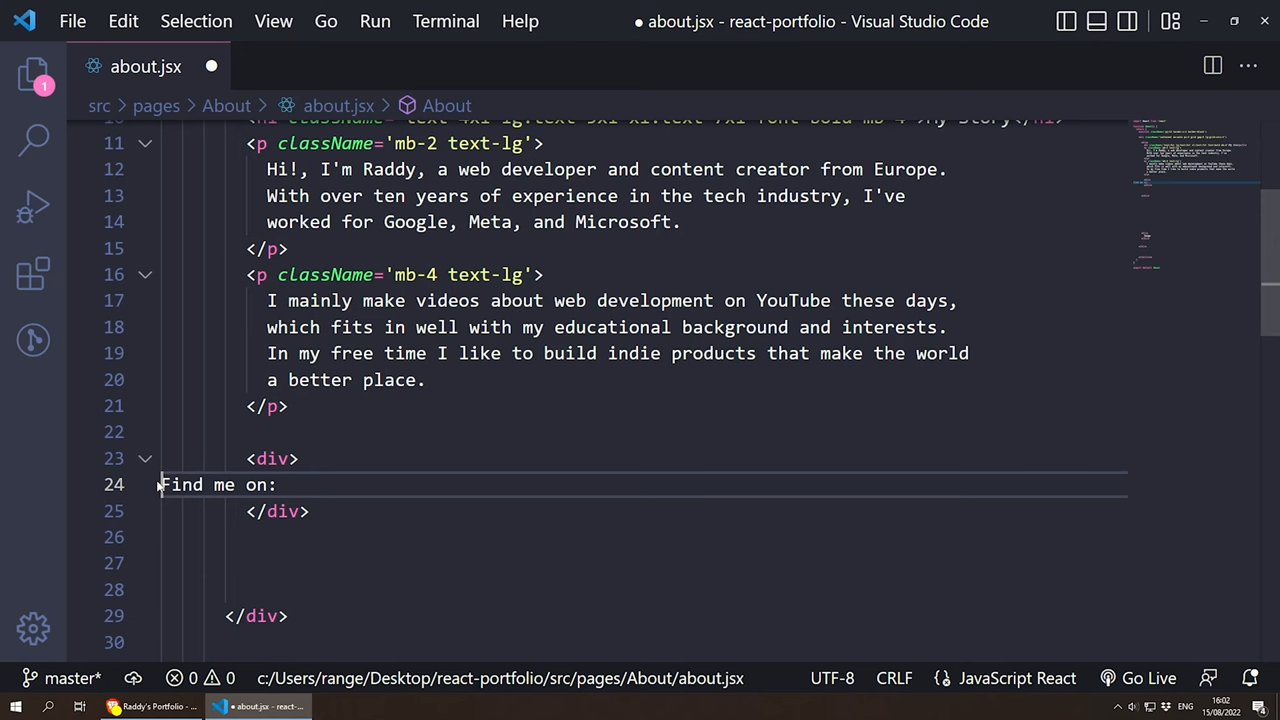 File Edit Selection View Go Run Terminal Help ● about.jsx - react-portfolio - Visual Studio Code
about.jsx
src > pages > About > about.jsx > About
1
11 <p className='mb-2 text-lg'>
12 Hi!, I'm Raddy, a web developer and content creator from Europe.
13 With over ten years of experience in the tech industry, I've
14 worked for Google, Meta, and Microsoft.
15 </p>
16 <p className='mb-4 text-lg'>
17 I mainly make videos about web development on YouTube these days,
18 which fits in well with my educational background and interests.
19 In my free time I like to build indie products that make the world
20 a better place.
21 </p>
22
23 <div>
24 Find me on:
25 </div>
26
27
28
29 </div>
30
master* 0 0 c:/Users/range/Desktop/react-portfolio/src/pages/About/about.jsx UTF-8 CRLF {} JavaScript React Go Live
Raddy's Portfolio - ... ● about.jsx - react-... ENG 16:02
15/08/2022